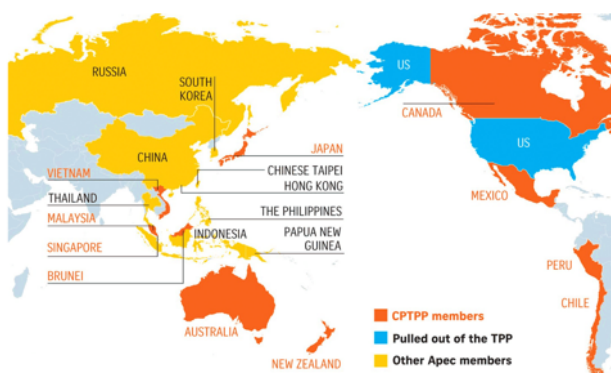 RUSSIA
SOUTH
KOREA
US
CANADA
CHINA
JAPAN
US
VIETNAM
CHINESE TAIPEI
HONG KONG
THAILAND
MALAYSIA
THE PHILIPPINES
MEXICO
INDONESIA
PAPUA NEW
GUINEA
SINGAPORE
BRUNEI
PERU
CHILE
AUSTRALIA
NEW ZEALAND
CPTPP members
Pulled out of the TPP
Other Apec members